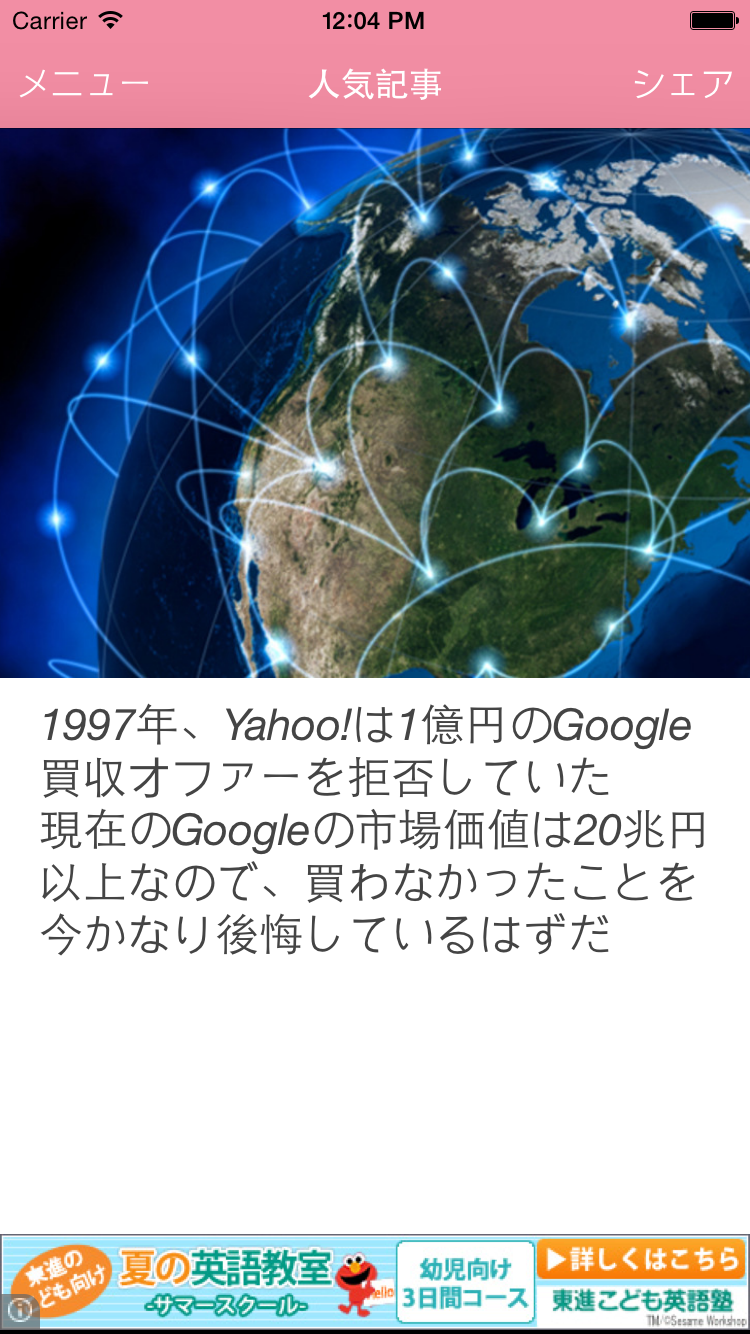 Carrier 12:04 PM
メニュー 人気記事 シェア
1997年、Yahoo!は1億円のGoogle
買収オファーを拒否していた
現在のGoogleの市場価値は20兆円
以上なので、買わなかったことを
今かなり後悔しているはずだ
東進の
ども向け
夏の英語教室
-サマースクール-
Hello
幼児向け
3日間コース
▶詳しくはこちら
東進こども英語塾
TM/©Sesame Workshop